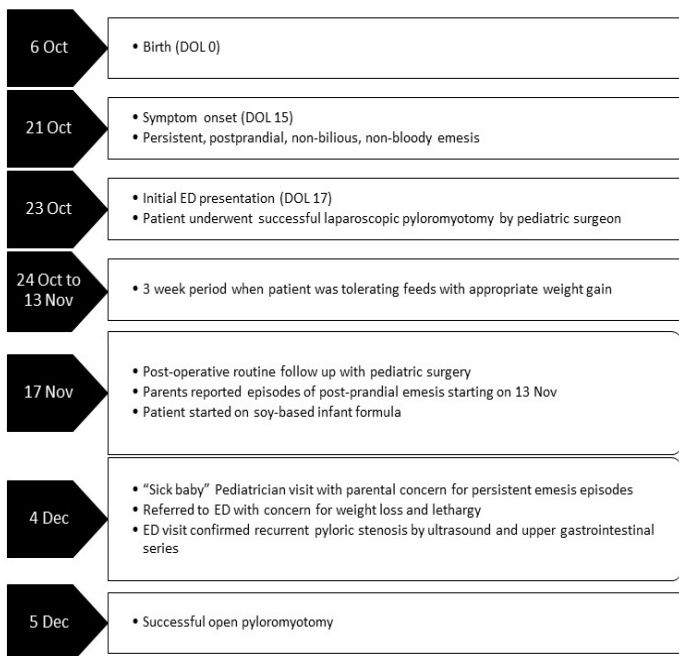 6 Oct
• Birth (DOL 0)
21 Oct
• Symptom onset (DOL 15)
• Persistent, postprandial, non-bilious, non-bloody emesis
23 Oct
• Initial ED presentation (DOL 17)
• Patient underwent successful laparoscopic pyloromyotomy by pediatric surgeon
24 Oct to
13 Nov
• 3 week period when patient was tolerating feeds with appropriate weight gain
17 Nov
• Post-operative routine follow up with pediatric surgery
• Parents reported episodes of post-prandial emesis starting on 13 Nov
• Patient started on soy-based infant formula
4 Dec
• “Sick baby” Pediatrician visit with parental concern for persistent emesis episodes
• Referred to ED with concern for weight loss and lethargy
• ED visit confirmed recurrent pyloric stenosis by ultrasound and upper gastrointestinal
series
5 Dec
• Successful open pyloromyotomy